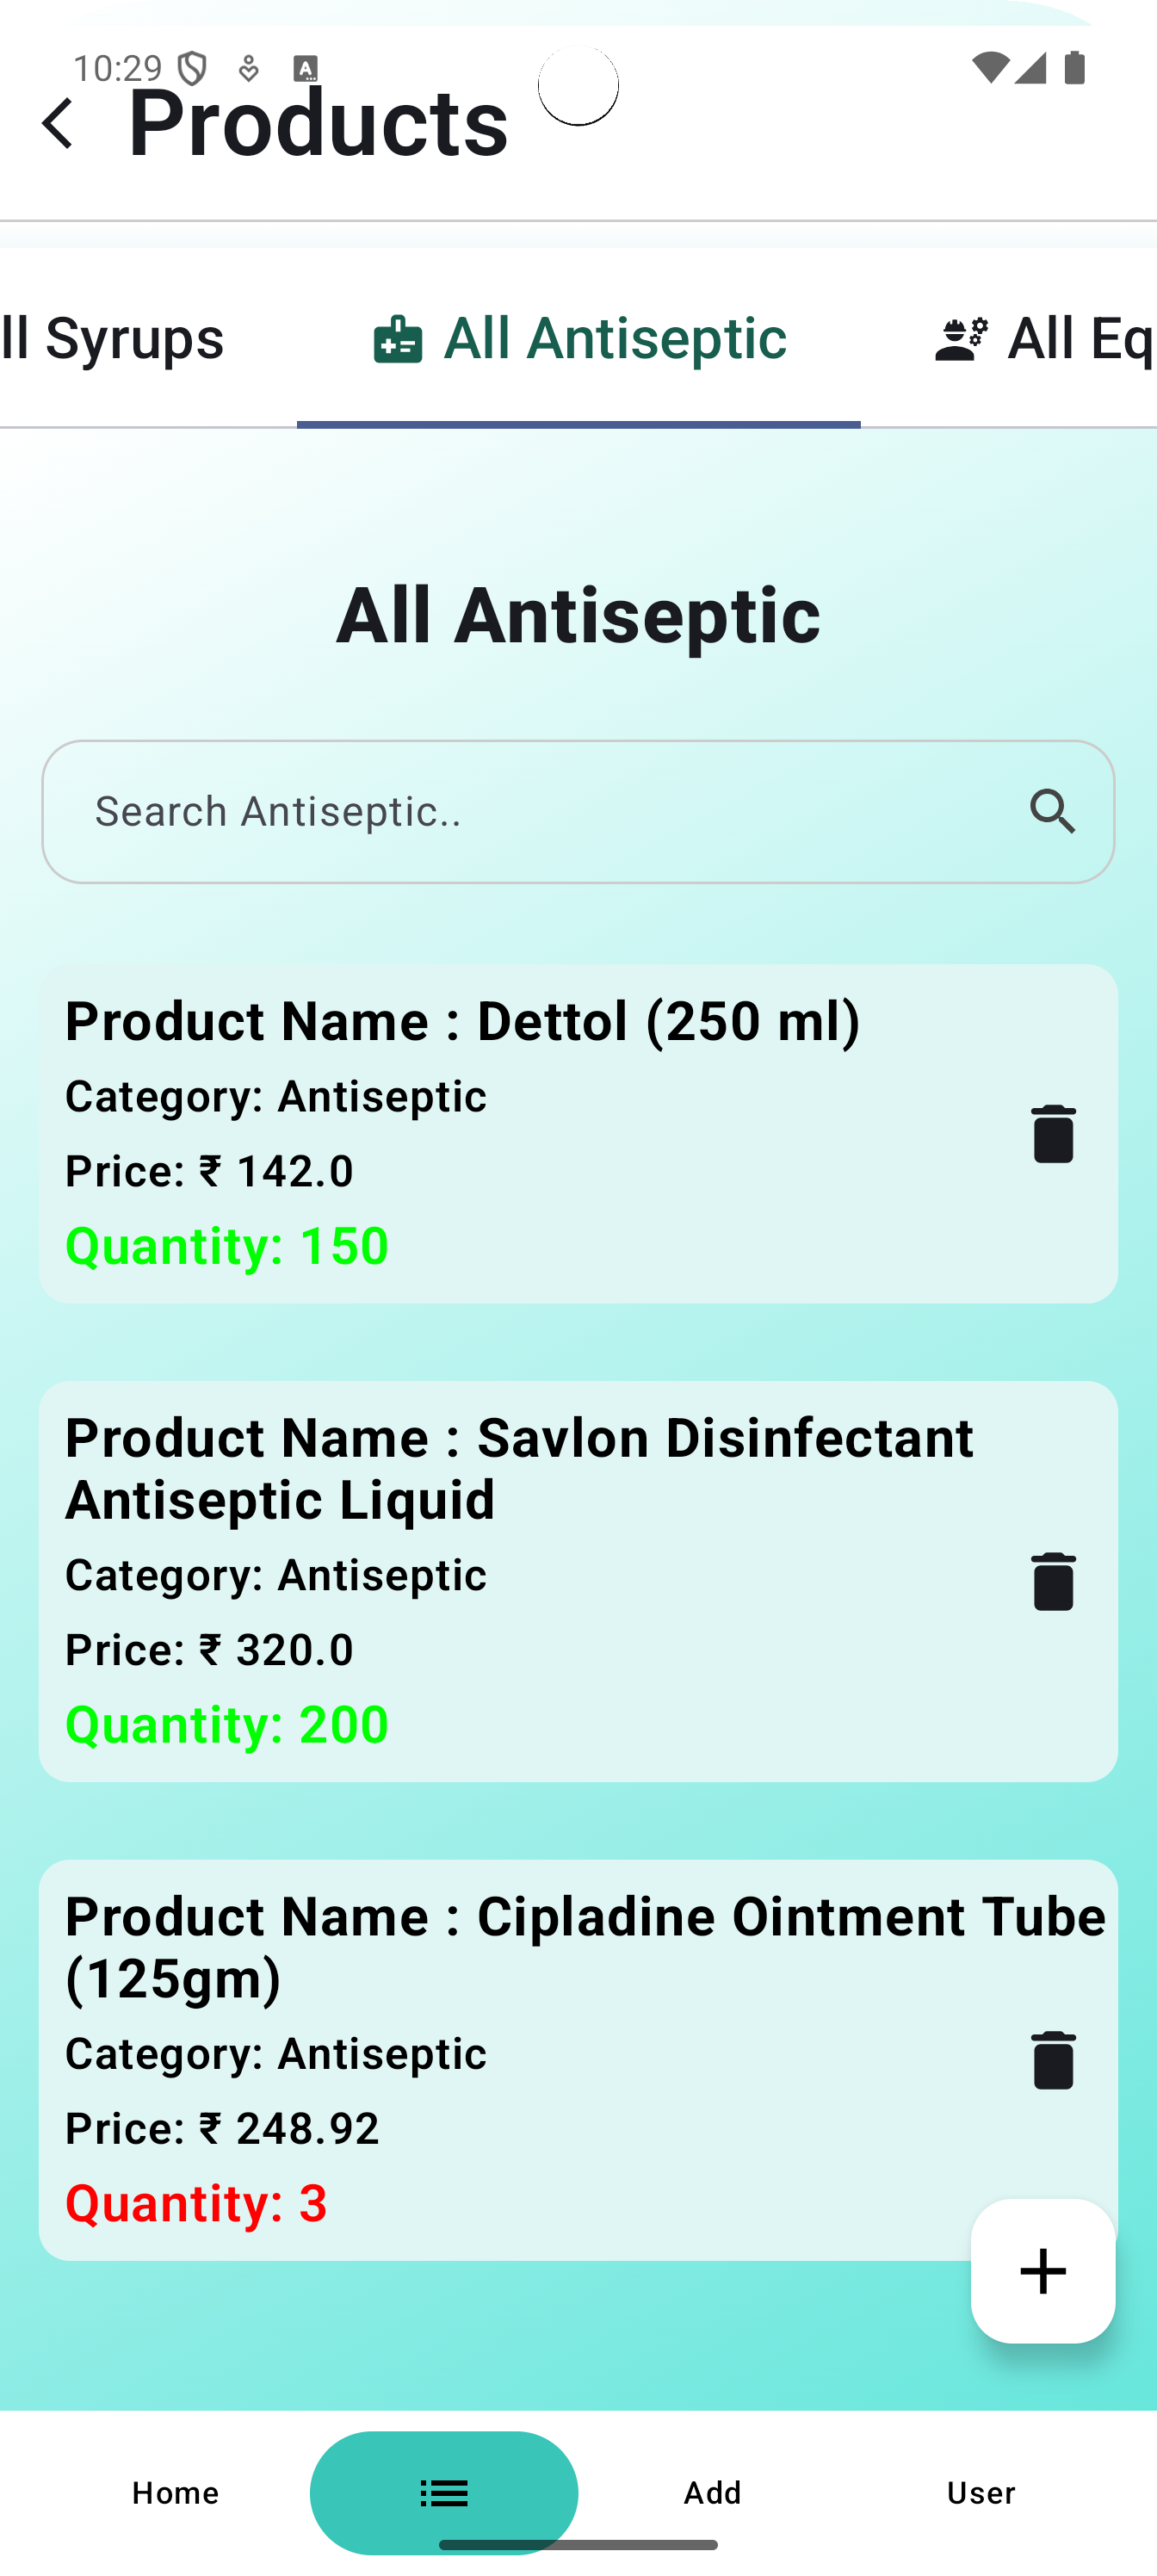 10:29
Products
ll Syrups
All Antiseptic
All Eq
All Antiseptic
Search Antiseptic..
Product Name : Dettol (250 ml)
Category: Antiseptic
Price: ₹ 142.0
Quantity: 150
Product Name : Savlon Disinfectant
Antiseptic Liquid
Category: Antiseptic
Price: ₹ 320.0
Quantity: 200
Product Name : Cipladine Ointment Tube
(125gm)
Category: Antiseptic
Price: ₹ 248.92
Quantity: 3
Home
Add
User